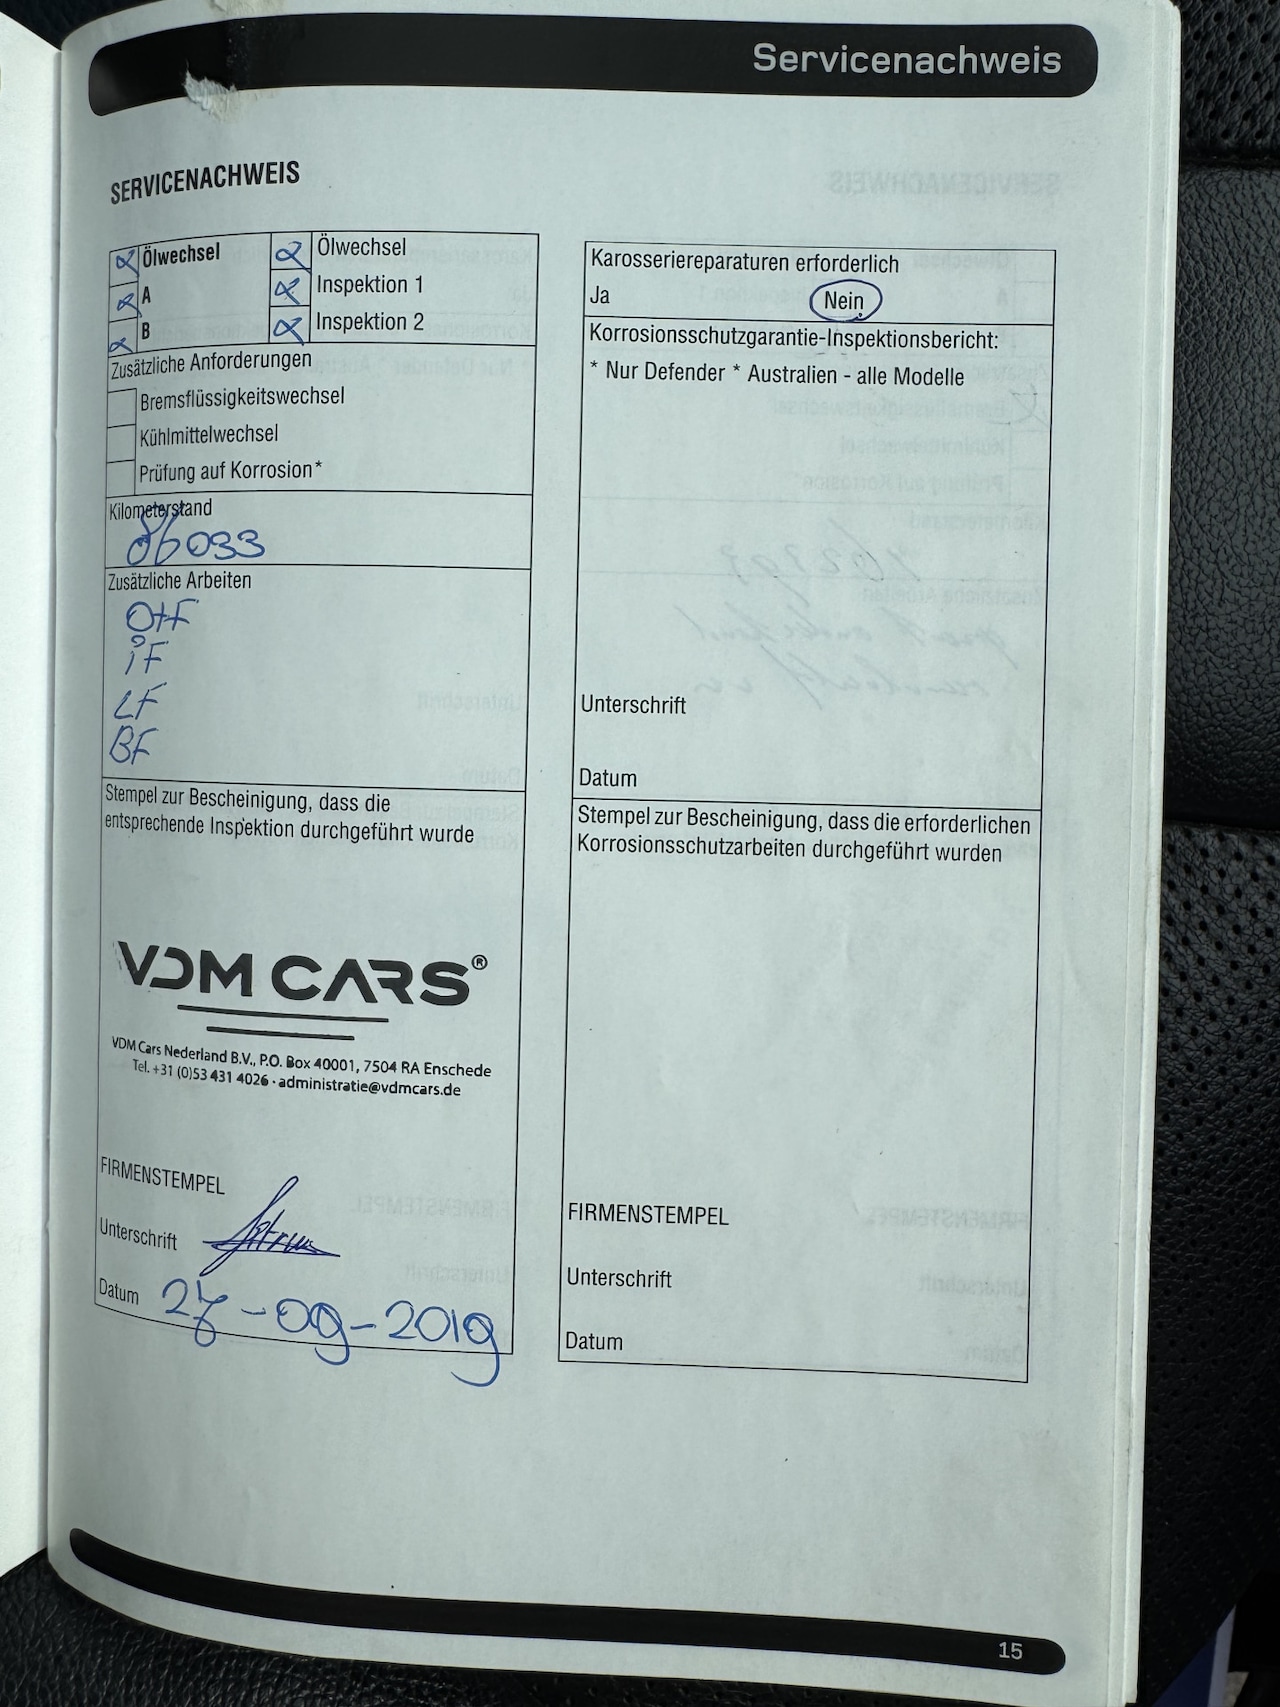 Servicenachweis
SERVICENACHWEIS
Ölwechsel
Ölwechsel
A
Inspektion 1
B
Inspektion 2
Zusätzliche Anforderungen
Bremsflüssigkeitswechsel
Kühlmittelwechsel
Prüfung auf Korrosion*
Kilometerstand
86033
Zusätzliche Arbeiten
OHF
iF
LF
BF
Stempel zur Bescheinigung, dass die
entsprechende Inspektion durchgeführt wurde
VDM CARS®
VDM Cars Nederland B.V., P.O. Box 40001, 7504 RA Enschede
Tel. +31 (0)53 431 4026 · administratie@vdmcars.de
FIRMENSTEMPEL
Unterschrift
Datum 27-09-2019
Karosseriereparaturen erforderlich
Ja Nein
Korrosionsschutzgarantie-Inspektionsbericht:
* Nur Defender * Australien - alle Modelle
Unterschrift
Datum
Stempel zur Bescheinigung, dass die erforderlichen
Korrosionsschutzarbeiten durchgeführt wurden
FIRMENSTEMPEL
Unterschrift
Datum
15